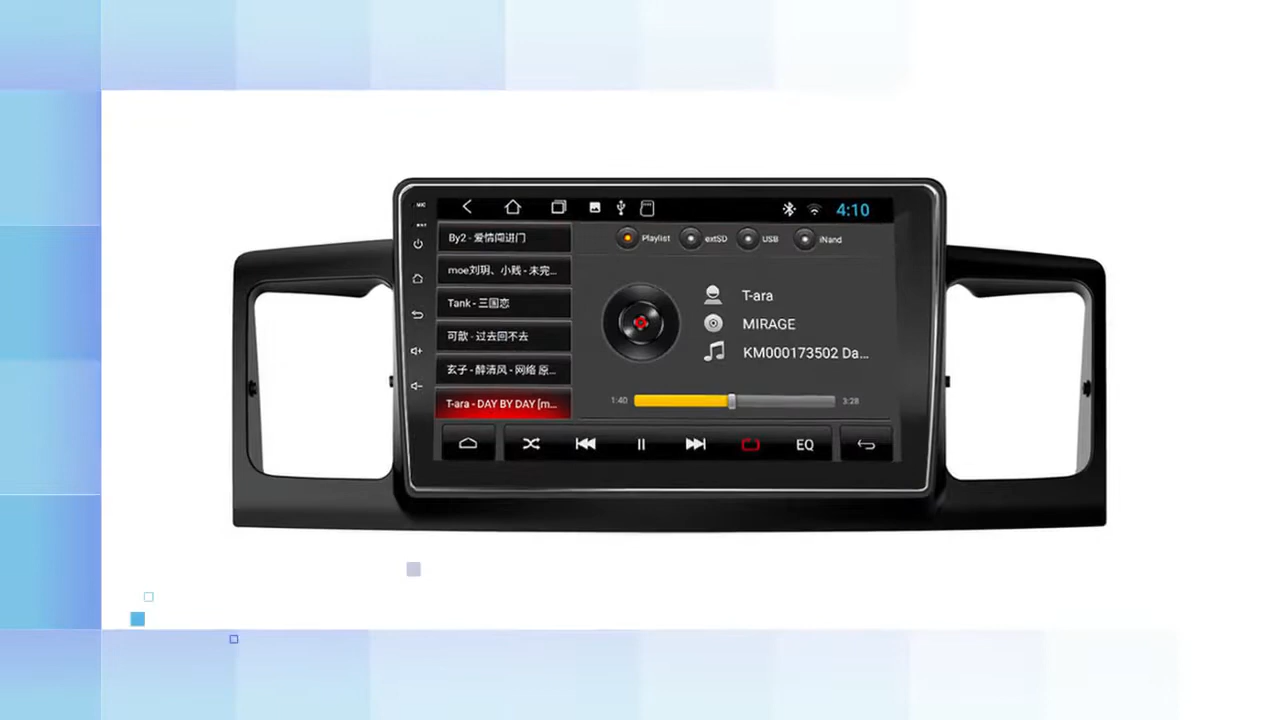 MIC
4:10
By2 - 爱情闯进门
moe刘玥、小贱 - 未完...
Tank - 三国恋
可歆 - 过去回不去
玄子 - 醉清风 - 网络 原...
T-ara - DAY BY DAY [m...
Playlist
extSD
USB
iNand
T-ara
MIRAGE
KM000173502 Da...
1:40
3:28
EQ